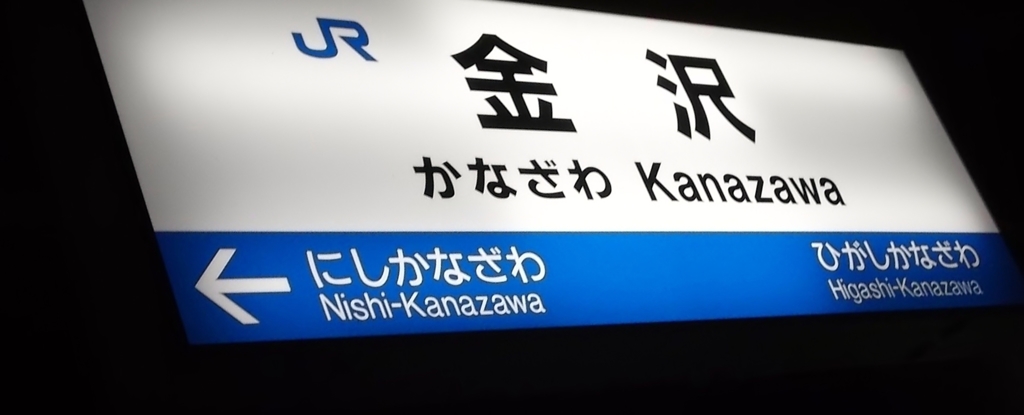 JR
金沢
かなざわ Kanazawa
← にしかなざわ ひがしかなざわ
Nishi-Kanazawa Higashi-Kanazawa